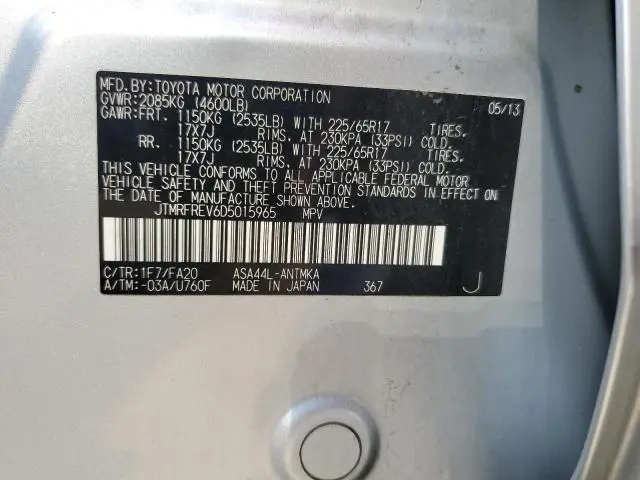 MFD.BY:TOYOTA MOTOR CORPORATION 05/13
GVWR:2085KG (4600LB)
GAWR:FRT. 1150KG (2535LB) WITH 225/65R17 TIRES,
17X7J RIMS, AT 230KPA (33PSI) COLD.
RR. 1150KG (2535LB) WITH 225/65R17 TIRES,
17X7J RIMS, AT 230KPA (33PSI) COLD.
THIS VEHICLE CONFORMS TO ALL APPLICABLE FEDERAL MOTOR
VEHICLE SAFETY AND THEFT PREVENTION STANDARDS IN EFFECT ON
THE DATE OF MANUFACTURE SHOWN ABOVE.
JTMRFREV6D5015965 MPV
C/TR:1F7/FA20 ASA44L-ANTMKA
A/TM:-03A/U760F MADE IN JAPAN 367 J